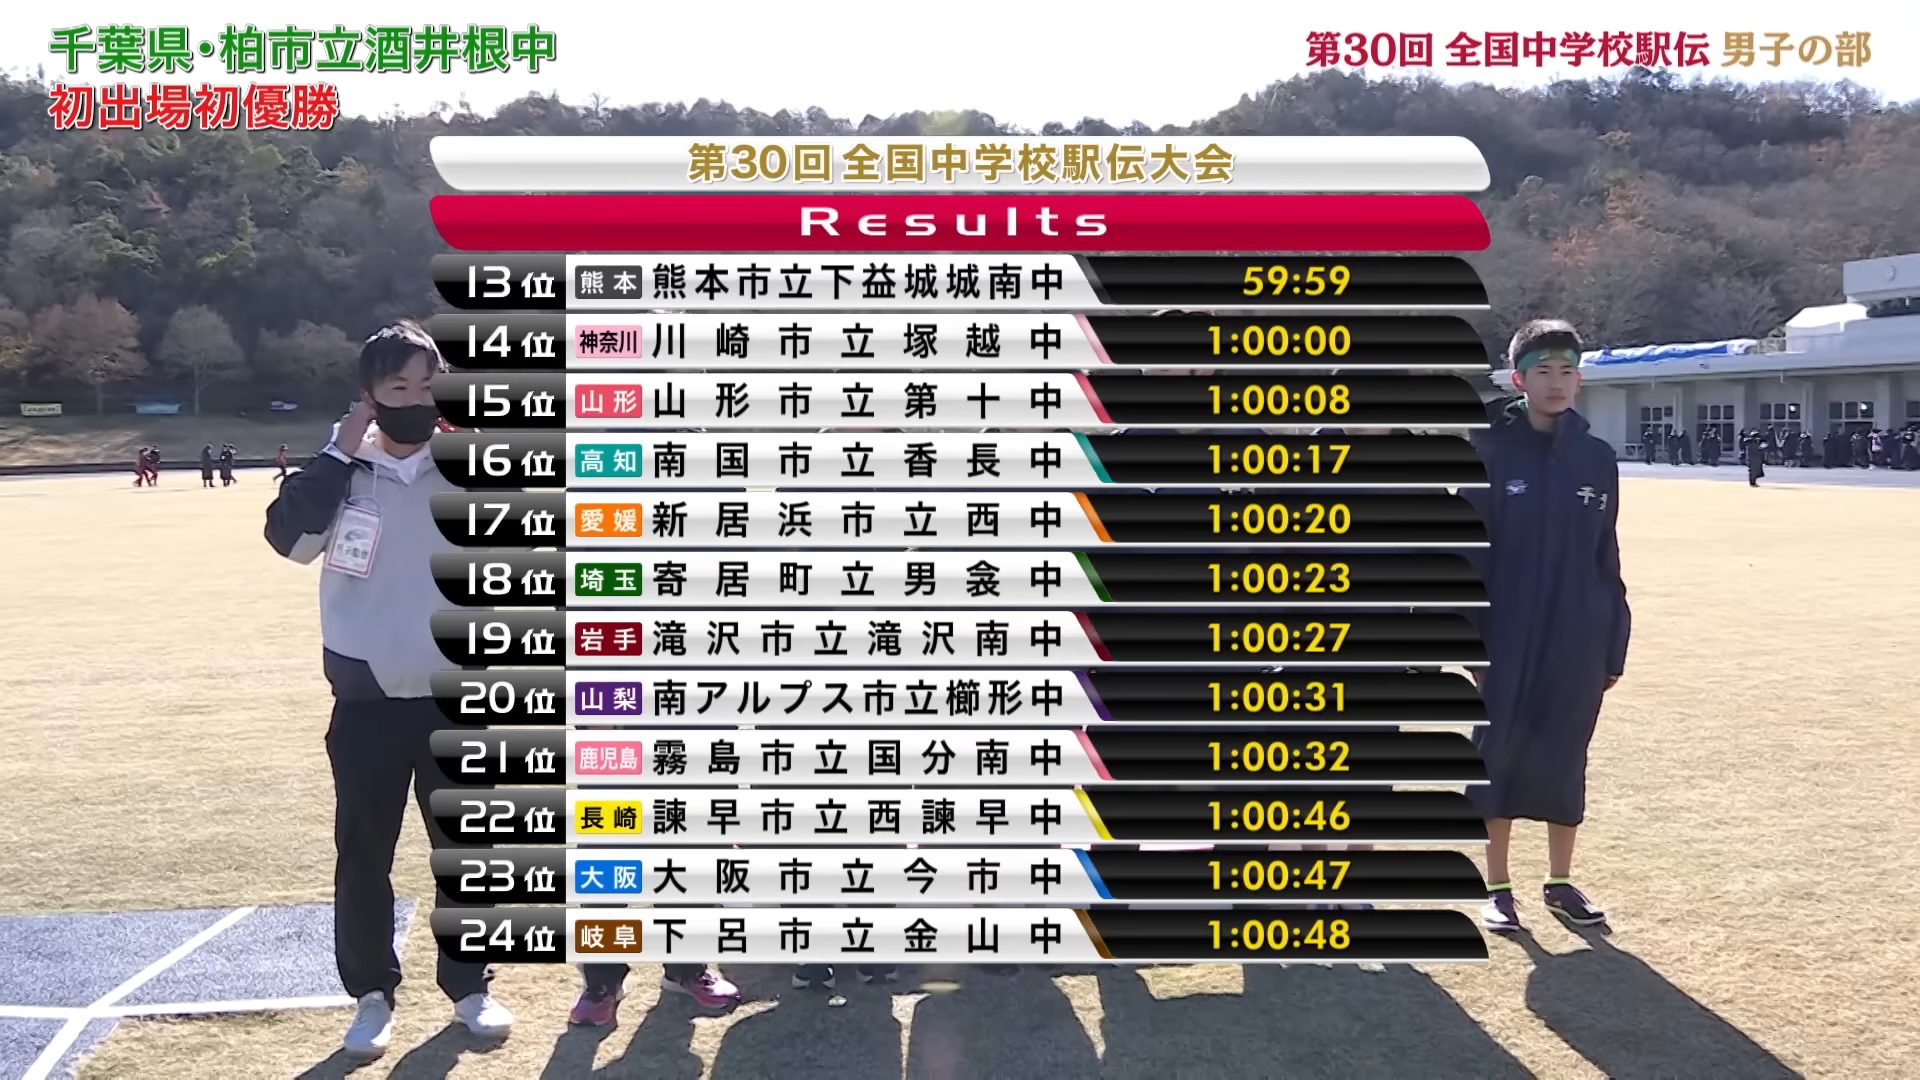 千葉県・柏市立酒井根中
初出場初優勝
第30回 全国中学校駅伝 男子の部
第30回 全国中学校駅伝大会
Results
13位 熊本 熊本市立下益城城南中 59:59
14位 神奈川 川崎市立塚越中 1:00:00
15位 山形 山形市立第十中 1:00:08
16位 高知 南国市立香長中 1:00:17
17位 愛媛 新居浜市立西中 1:00:20
18位 埼玉 寄居町立男衾中 1:00:23
19位 岩手 滝沢市立滝沢南中 1:00:27
20位 山梨 南アルプス市立櫛形中 1:00:31
21位 鹿児島 霧島市立国分南中 1:00:32
22位 長崎 諫早市立西諫早中 1:00:46
23位 大阪 大阪市立今市中 1:00:47
24位 岐阜 下呂市立金山中 1:00:48